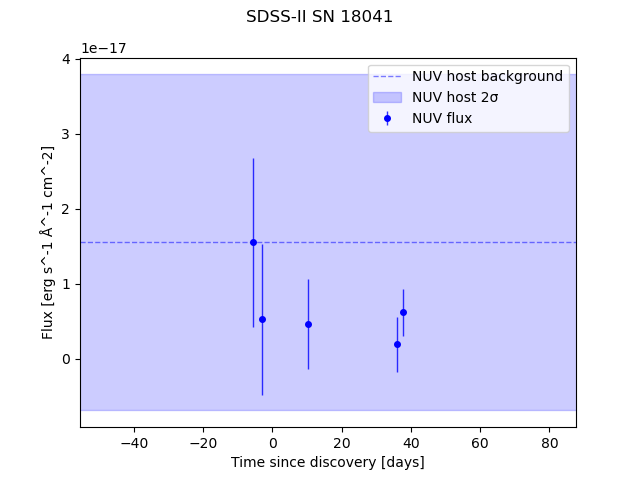 SDSS-II SN 18041
1e−17
4
3
2
1
0
Flux [erg s^-1 Å^-1 cm^-2]
NUV host background
NUV host 2σ
NUV flux
−40
−20
0
20
40
60
80
Time since discovery [days]